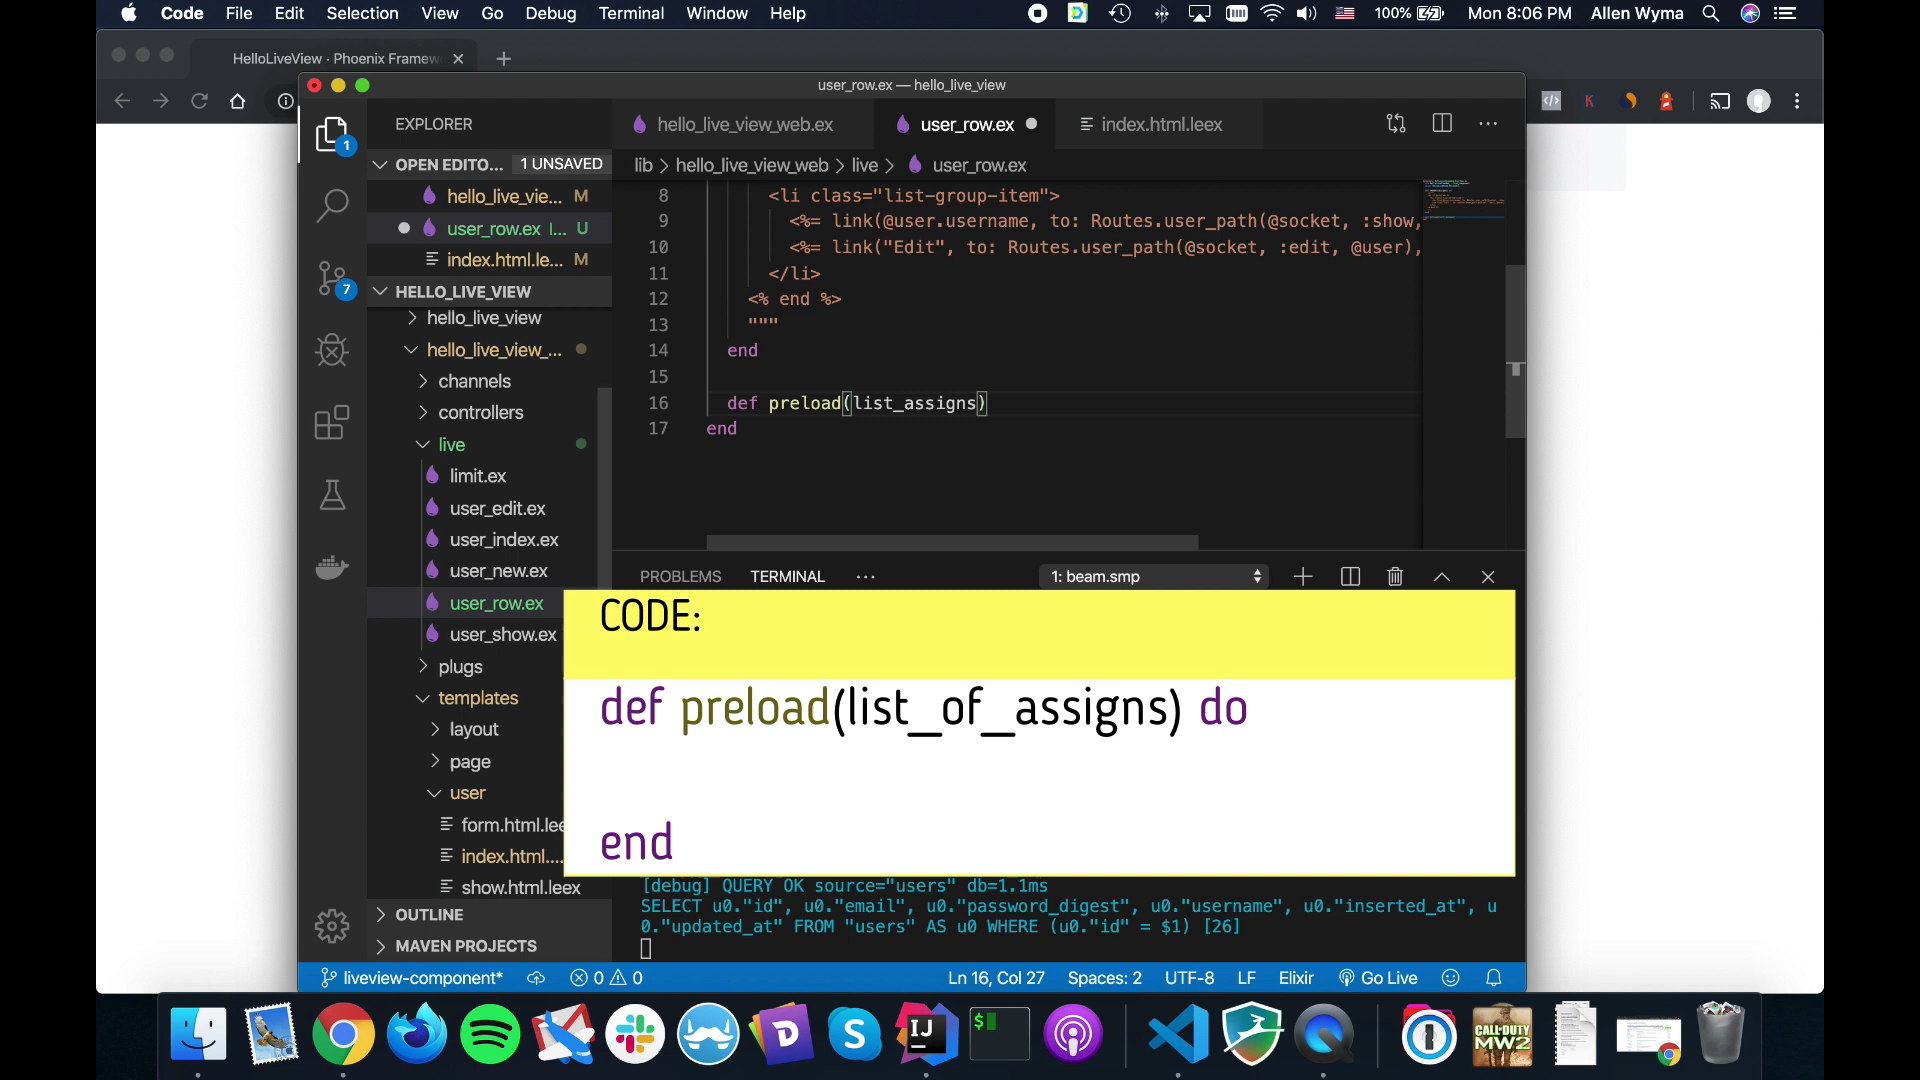 Code File Edit Selection View Go Debug Terminal Window Help 100% Mon 8:06 PM Allen Wyma
HelloLiveView · Phoenix Framew
user_row.ex — hello_live_view
EXPLORER
hello_live_view_web.ex user_row.ex index.html.leex
1
OPEN EDITO... 1 UNSAVED
lib > hello_live_view_web > live > user_row.ex
hello_live_vie... M
user_row.ex l... U
index.html.le... M
7
HELLO_LIVE_VIEW
hello_live_view
hello_live_view_...
channels
controllers
live
limit.ex
user_edit.ex
user_index.ex
user_new.ex
user_row.ex
user_show.ex
plugs
templates
layout
page
user
form.html.lee
index.html....
show.html.leex
OUTLINE
MAVEN PROJECTS
8 <li class="list-group-item">
9 <%= link(@user.username, to: Routes.user_path(@socket, :show,
10 <%= link("Edit", to: Routes.user_path(@socket, :edit, @user),
11 </li>
12 <% end %>
13 """
14 end
15
16 def preload(list_assigns)
17 end
PROBLEMS TERMINAL ... 1: beam.smp
CODE:
def preload(list_of_assigns) do
end
[debug] QUERY OK source="users" db=1.1ms
SELECT u0."id", u0."email", u0."password_digest", u0."username", u0."inserted_at", u
0."updated_at" FROM "users" AS u0 WHERE (u0."id" = $1) [26]
liveview-component* 0 0 Ln 16, Col 27 Spaces: 2 UTF-8 LF Elixir Go Live
IJ
$
D
S
CALL OF DUTY
MW2